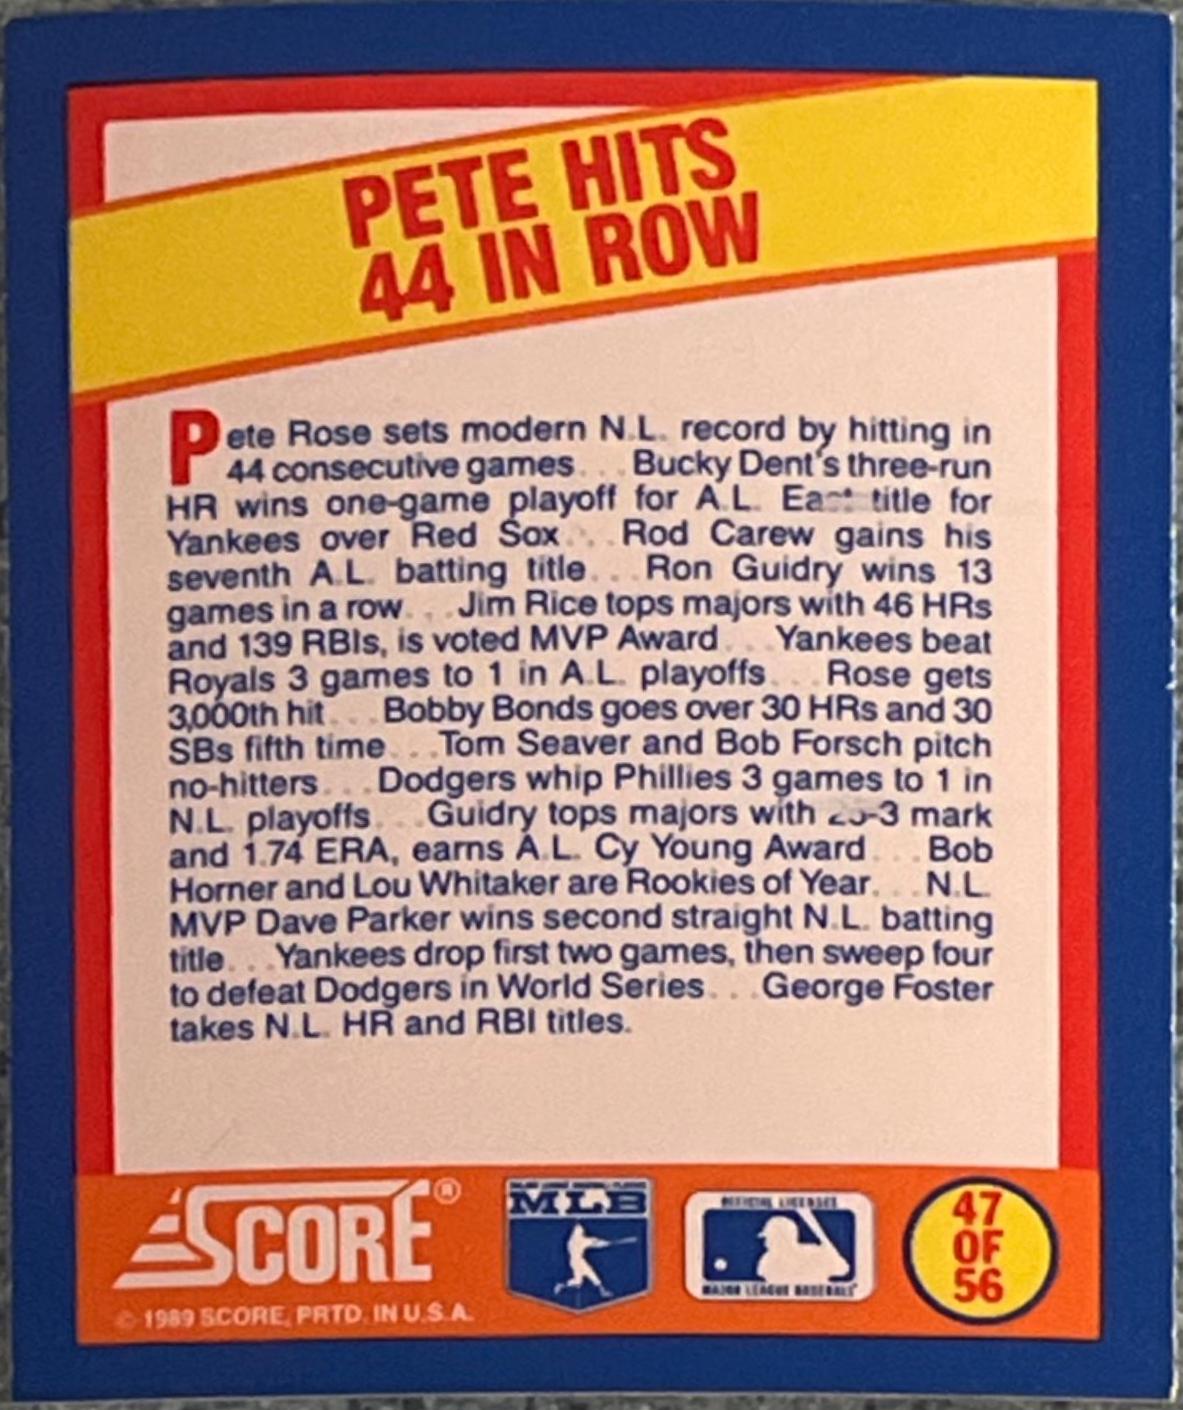 PETE HITS
44 IN ROW
Pete Rose sets modern N.L. record by hitting in
44 consecutive games... Bucky Dent's three-run
HR wins one-game playoff for A.L. East title for
Yankees over Red Sox... Rod Carew gains his
seventh A.L. batting title... Ron Guidry wins 13
games in a row... Jim Rice tops majors with 46 HRs
and 139 RBIs, is voted MVP Award... Yankees beat
Royals 3 games to 1 in A.L. playoffs... Rose gets
3,000th hit... Bobby Bonds goes over 30 HRs and 30
SBs fifth time... Tom Seaver and Bob Forsch pitch
no-hitters... Dodgers whip Phillies 3 games to 1 in
N.L. playoffs... Guidry tops majors with mark
and 1.74 ERA, earns A.L. Cy Young Award... Bob
Horner and Lou Whitaker are Rookies of Year... N.L.
MVP Dave Parker wins second straight N.L. batting
title... Yankees drop first two games, then sweep four
to defeat Dodgers in World Series... George Foster
takes N.L. HR and RBI titles.
SCORE®
© 1989 SCORE, PRTD. IN U.S.A.
MLB
OFFICIAL LICENSEE
MAJOR LEAGUE BASEBALL
47
OF
56